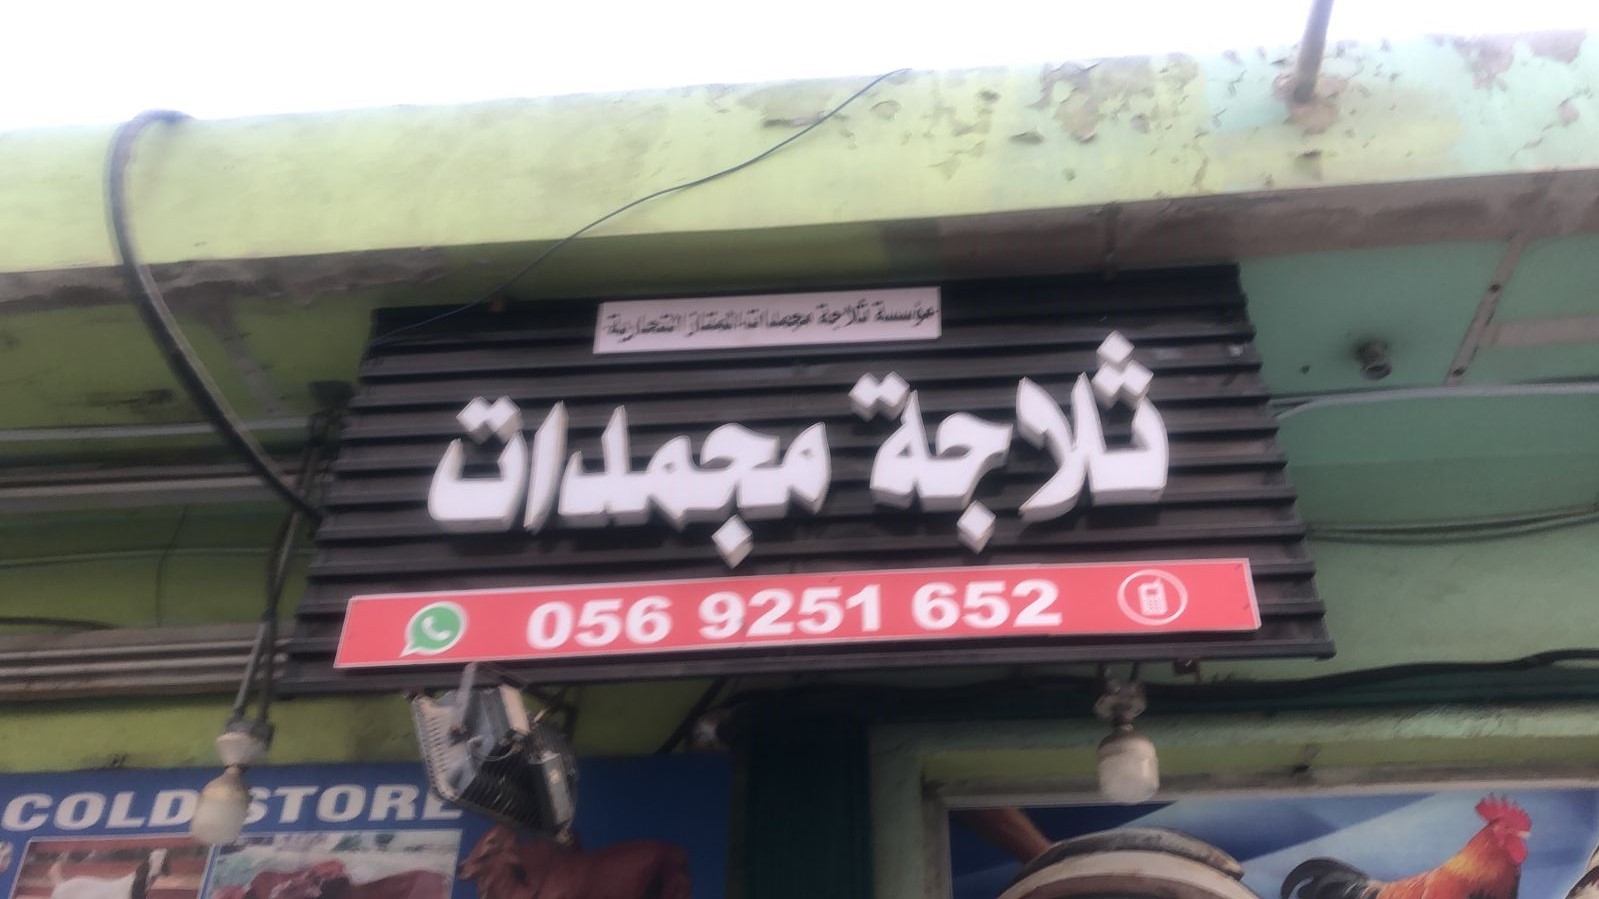 مؤسسة ثلاجة مجمدات الممتاز التجارية
ثلاجة مجمدات
056 9251 652
COLD STORE